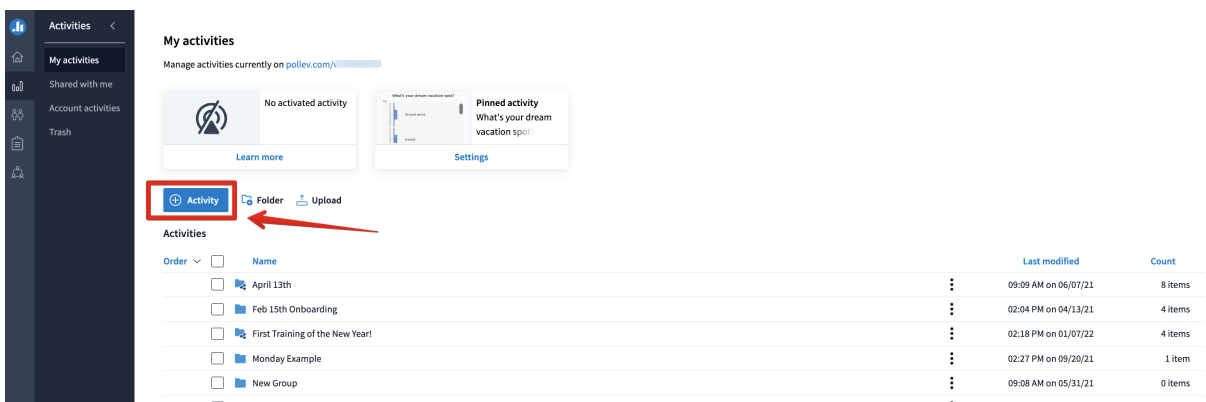 Activities
My activities
Shared with me
Account activities
Trash
My activities
Manage activities currently on pollev.com/
No activated activity
Learn more
What's your dream vacation spot?
Pinned activity
What's your dream
vacation spot
Settings
Activity
Folder
Upload
Activities
Order Name Last modified Count
April 13th 09:09 AM on 06/07/21 8 items
Feb 15th Onboarding 02:04 PM on 04/13/21 4 items
First Training of the New Year! 02:18 PM on 01/07/22 4 items
Monday Example 02:27 PM on 09/20/21 1 item
New Group 09:08 AM on 05/31/21 0 items